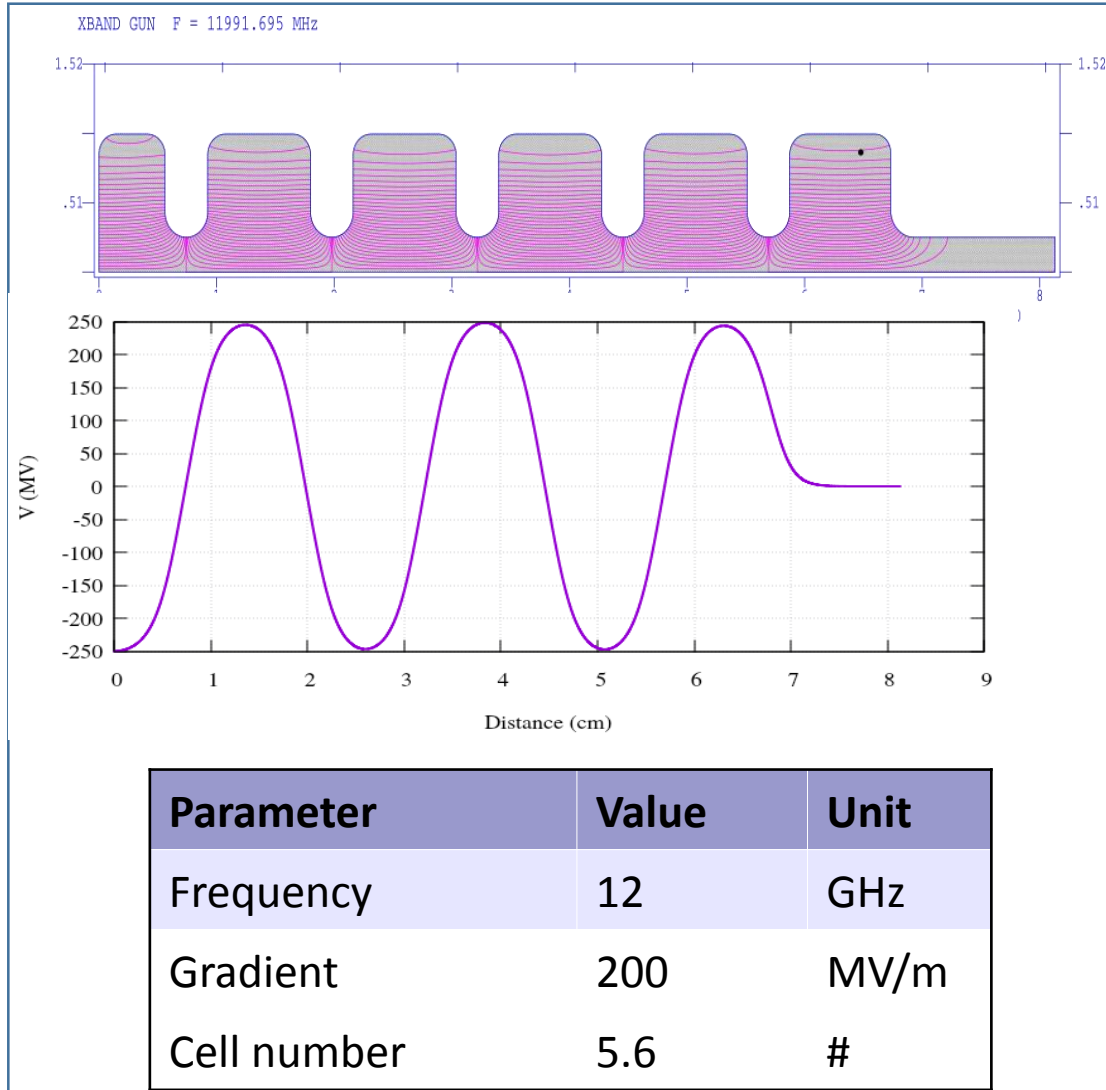 XBAND GUN F = 11991.695 MHz
1.52 1.52
.51 .51
0 1 2 3 4 5 6 7 8
)
250
200
150
100
50
0
-50
-100
-150
-200
-250
V (MV)
0 1 2 3 4 5 6 7 8 9
Distance (cm)
Parameter Value Unit
Frequency 12 GHz
Gradient 200 MV/m
Cell number 5.6 #